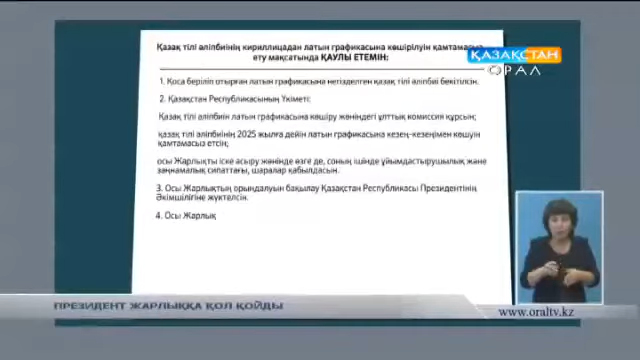 Қазақ тілі әліпбиінің кириллицадан латын графикасына көшірілуін қамтамасыз
ету мақсатында ҚАУЛЫ ЕТЕМІН:
ҚАЗАҚСТАН
ОРАЛ
1. Қоса беріліп отырған латын графикасына негізделген қазақ тілі әліпбиі бекітілсін.
2. Қазақстан Республикасының Үкіметі:
Қазақ тілі әліпбиін латын графикасына көшіру жөніндегі ұлттық комиссия құрсын;
қазақ тілі әліпбиінің 2025 жылға дейін латын графикасына кезең-кезеңімен көшуін
қамтамасыз етсін;
осы Жарлықты іске асыру жөнінде өзге де, соның ішінде ұйымдастырушылық және
заңнамалық сипаттағы, шаралар қабылдасын.
3. Осы Жарлықтың орындалуын бақылау Қазақстан Республикасы Президентінің
Әкімшілігіне жүктелсін.
4. Осы Жарлық
ПРЕЗИДЕНТ ЖАРЛЫҚҚА ҚОЛ ҚОЙДЫ
www.oraltv.kz